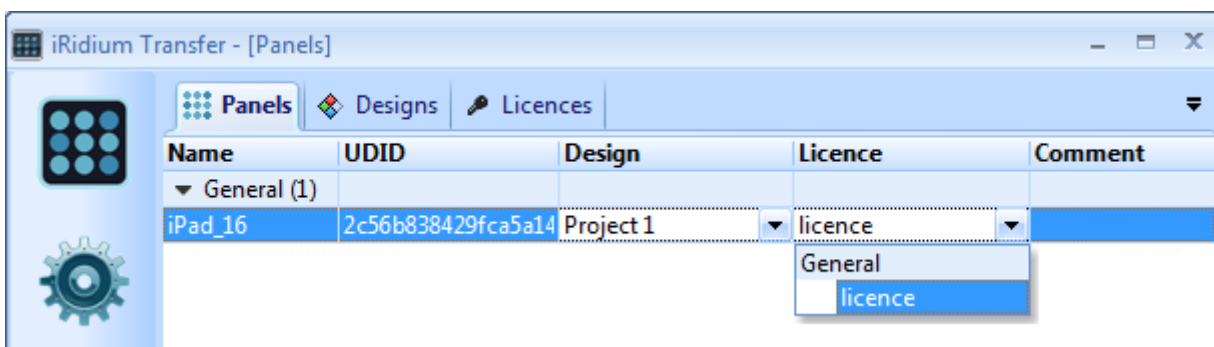 iRidium Transfer - [Panels]
Panels Designs Licences
Name UDID Design Licence Comment
General (1)
iPad_16 2c56b838429fca5a14 Project 1 licence
General
licence